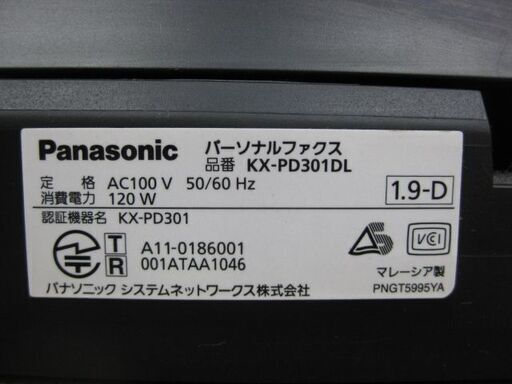 Panasonic パーソナルファクス
品番 KX-PD301DL
定 格 AC100 V 50/60 Hz
消費電力 120 W
1.9-D
認証機器名 KX-PD301
T A11-0186001
R 001ATAA1046
VCCI
マレーシア製
パナソニック システムネットワークス株式会社
PNGT5995YA